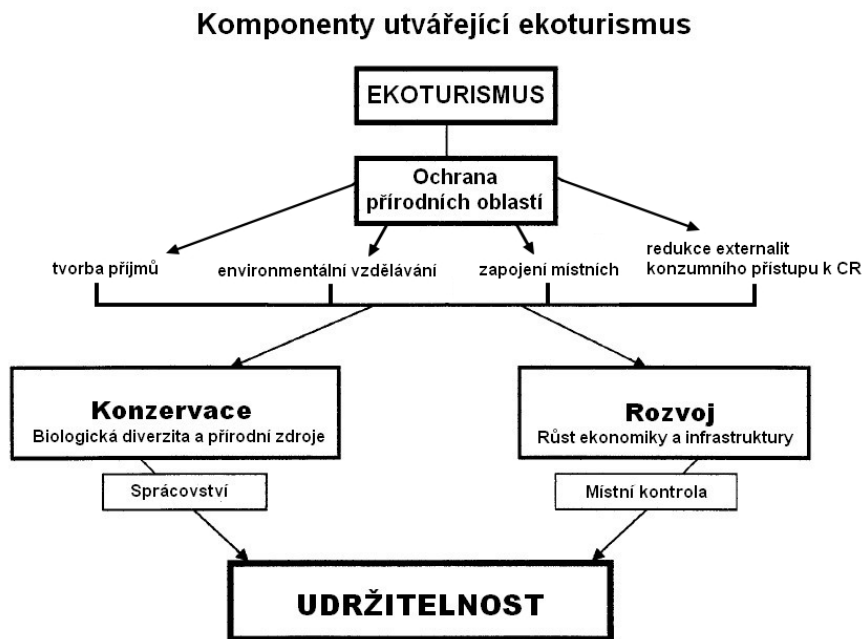 Komponenty utvářející ekoturismus
EKOTURISMUS
Ochrana
přírodních oblastí
tvorba příjmů
environmentální vzdělávání
zapojení místních
redukce externalit
konzumního přístupu k CR
Konzervace
Biologická diverzita a přírodní zdroje
Rozvoj
Růst ekonomiky a infrastruktury
Sprácovství
Místní kontrola
UDRŽITELNOST